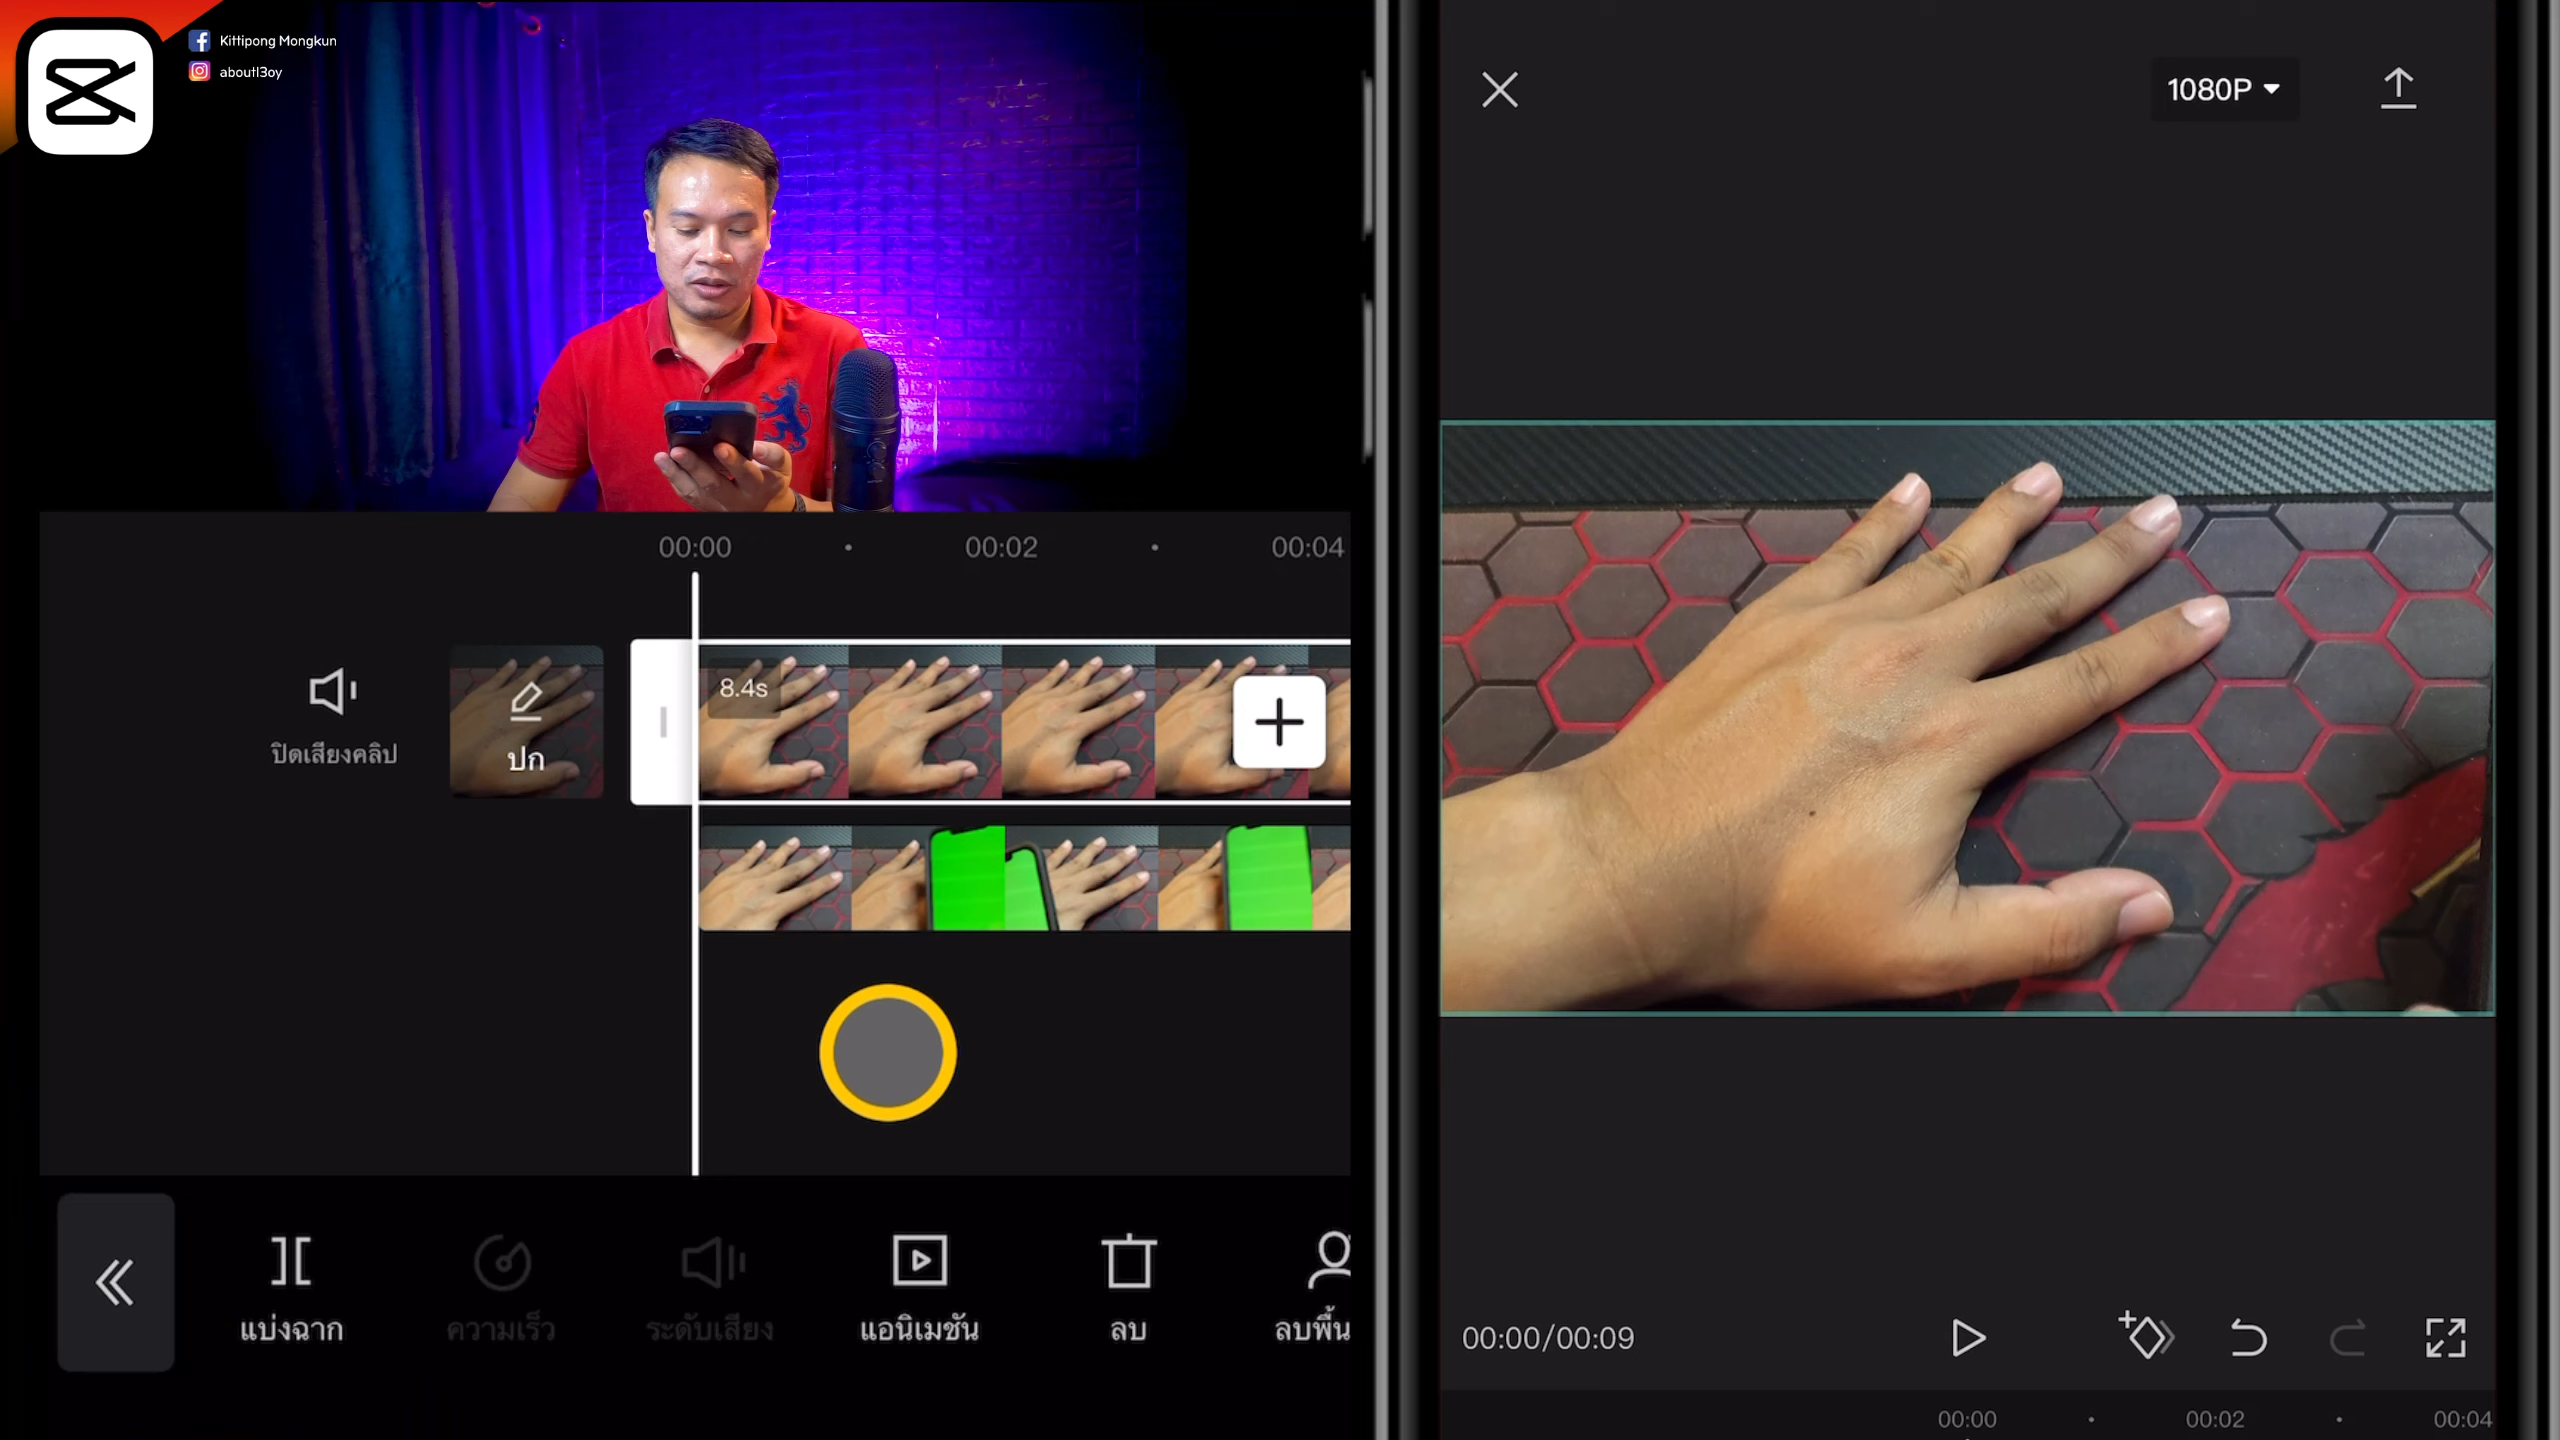 Kittipong Mongkun
aboutl3oy
1080P
00:00
00:02
00:04
8.4s
ปิดเสียงคลิป
ปก
แบ่งฉาก
ความเร็ว
ระดับเสียง
แอนิเมชัน
ลบ
ลบพื้น
00:00/00:09
00:00
00:02
00:04